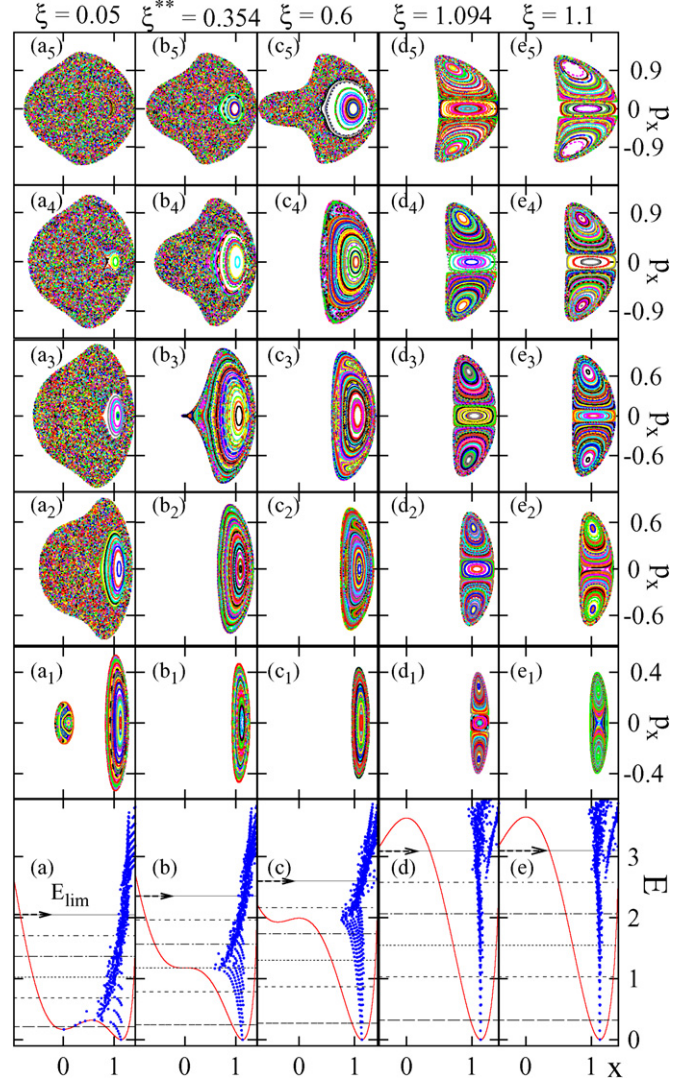 ξ = 0.05 ξ** = 0.354 ξ = 0.6 ξ = 1.094 ξ = 1.1
(a5) (b5) (c5) (d5) (e5)
0.9
0
-0.9
px
(a4) (b4) (c4) (d4) (e4)
0.9
0
-0.9
px
(a3) (b3) (c3) (d3) (e3)
0.6
0
-0.6
px
(a2) (b2) (c2) (d2) (e2)
0.6
0
-0.6
px
(a1) (b1) (c1) (d1) (e1)
0.4
0
-0.4
px
(a) (b) (c) (d) (e)
Elim
3
2
1
0
E
0 1 0 1 0 1 0 1 0 1 x